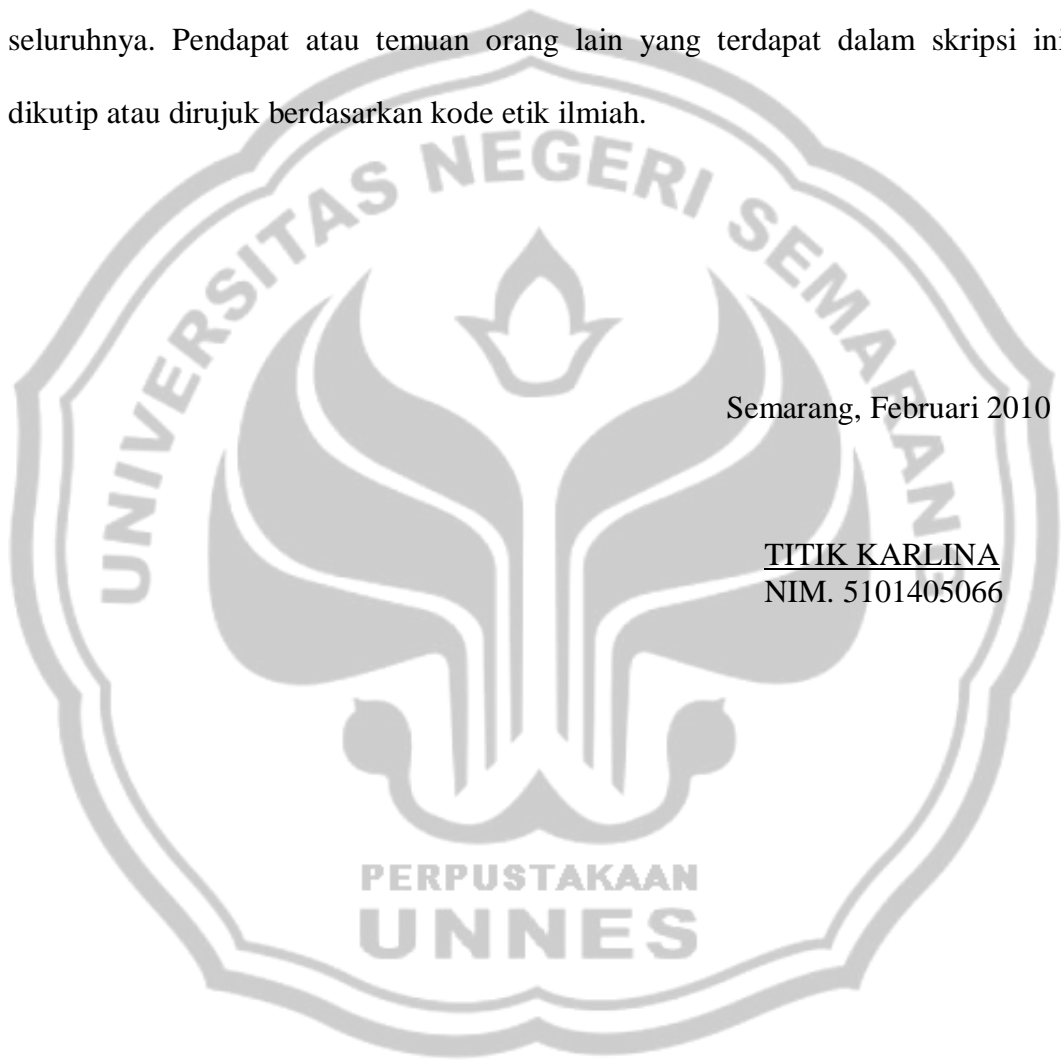 seluruhnya. Pendapat atau temuan orang lain yang terdapat dalam skripsi ini
dikutip atau dirujuk berdasarkan kode etik ilmiah.
UNIVERSITAS NEGERI SEMARANG
Semarang, Februari 2010
TITIK KARLINA
NIM. 5101405066
PERPUSTAKAAN
UNNES